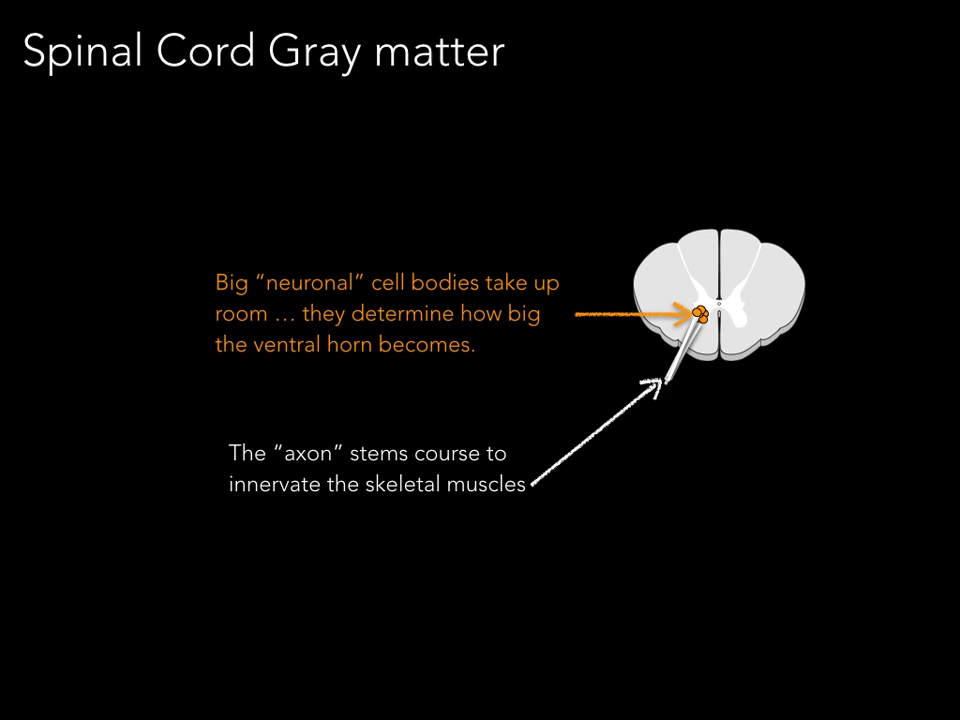 Spinal Cord Gray matter
Big “neuronal” cell bodies take up
room … they determine how big
the ventral horn becomes.
The “axon” stems course to
innervate the skeletal muscles